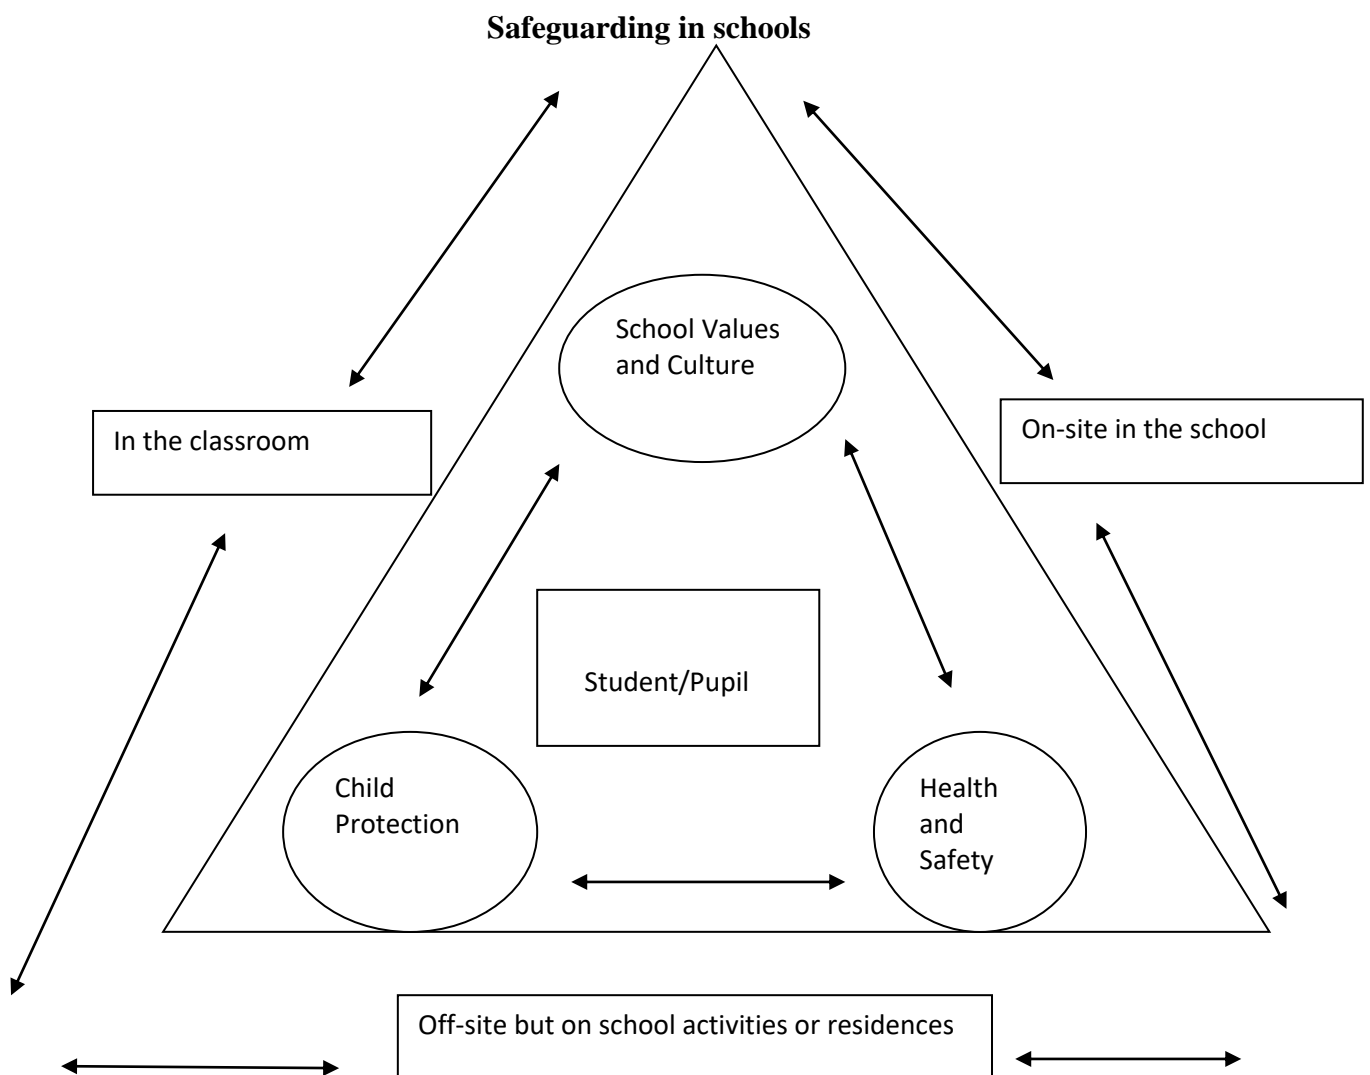 Safeguarding in schools
School Values
and Culture
In the classroom
On-site in the school
Student/Pupil
Child
Protection
Health
and
Safety
Off-site but on school activities or residences